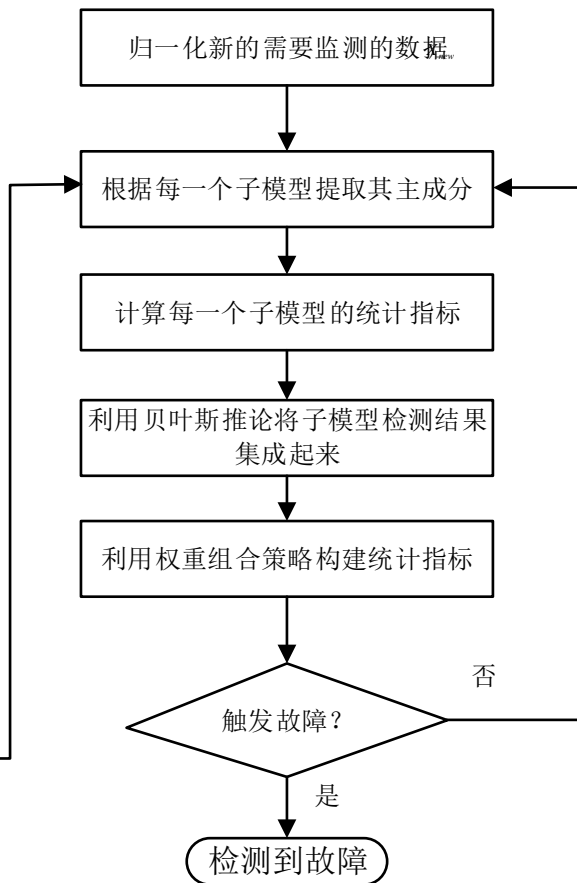 归一化新的需要监测的数据
根据每一个子模型提取其主成分
计算每一个子模型的统计指标
利用贝叶斯推论将子模型检测结果
集成起来
利用权重组合策略构建统计指标
触发故障？
否
是
检测到故障